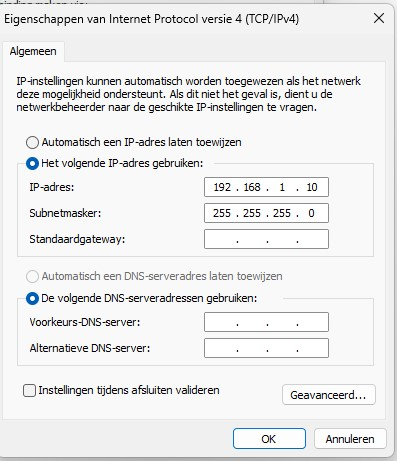 Eigenschappen van Internet Protocol versie 4 (TCP/IPv4)
Algemeen
IP-instellingen kunnen automatisch worden toegewezen als het netwerk
deze mogelijkheid ondersteunt. Als dit niet het geval is, dient u de
netwerkbeheerder naar de geschikte IP-instellingen te vragen.
Automatisch een IP-adres laten toewijzen
Het volgende IP-adres gebruiken:
IP-adres: 192 . 168 . 1 . 10
Subnetmasker: 255 . 255 . 255 . 0
Standaardgateway: . . .
Automatisch een DNS-serveradres laten toewijzen
De volgende DNS-serveradressen gebruiken:
Voorkeurs-DNS-server: . . .
Alternatieve DNS-server: . . .
Instellingen tijdens afsluiten valideren
Geavanceerd...
OK Annuleren